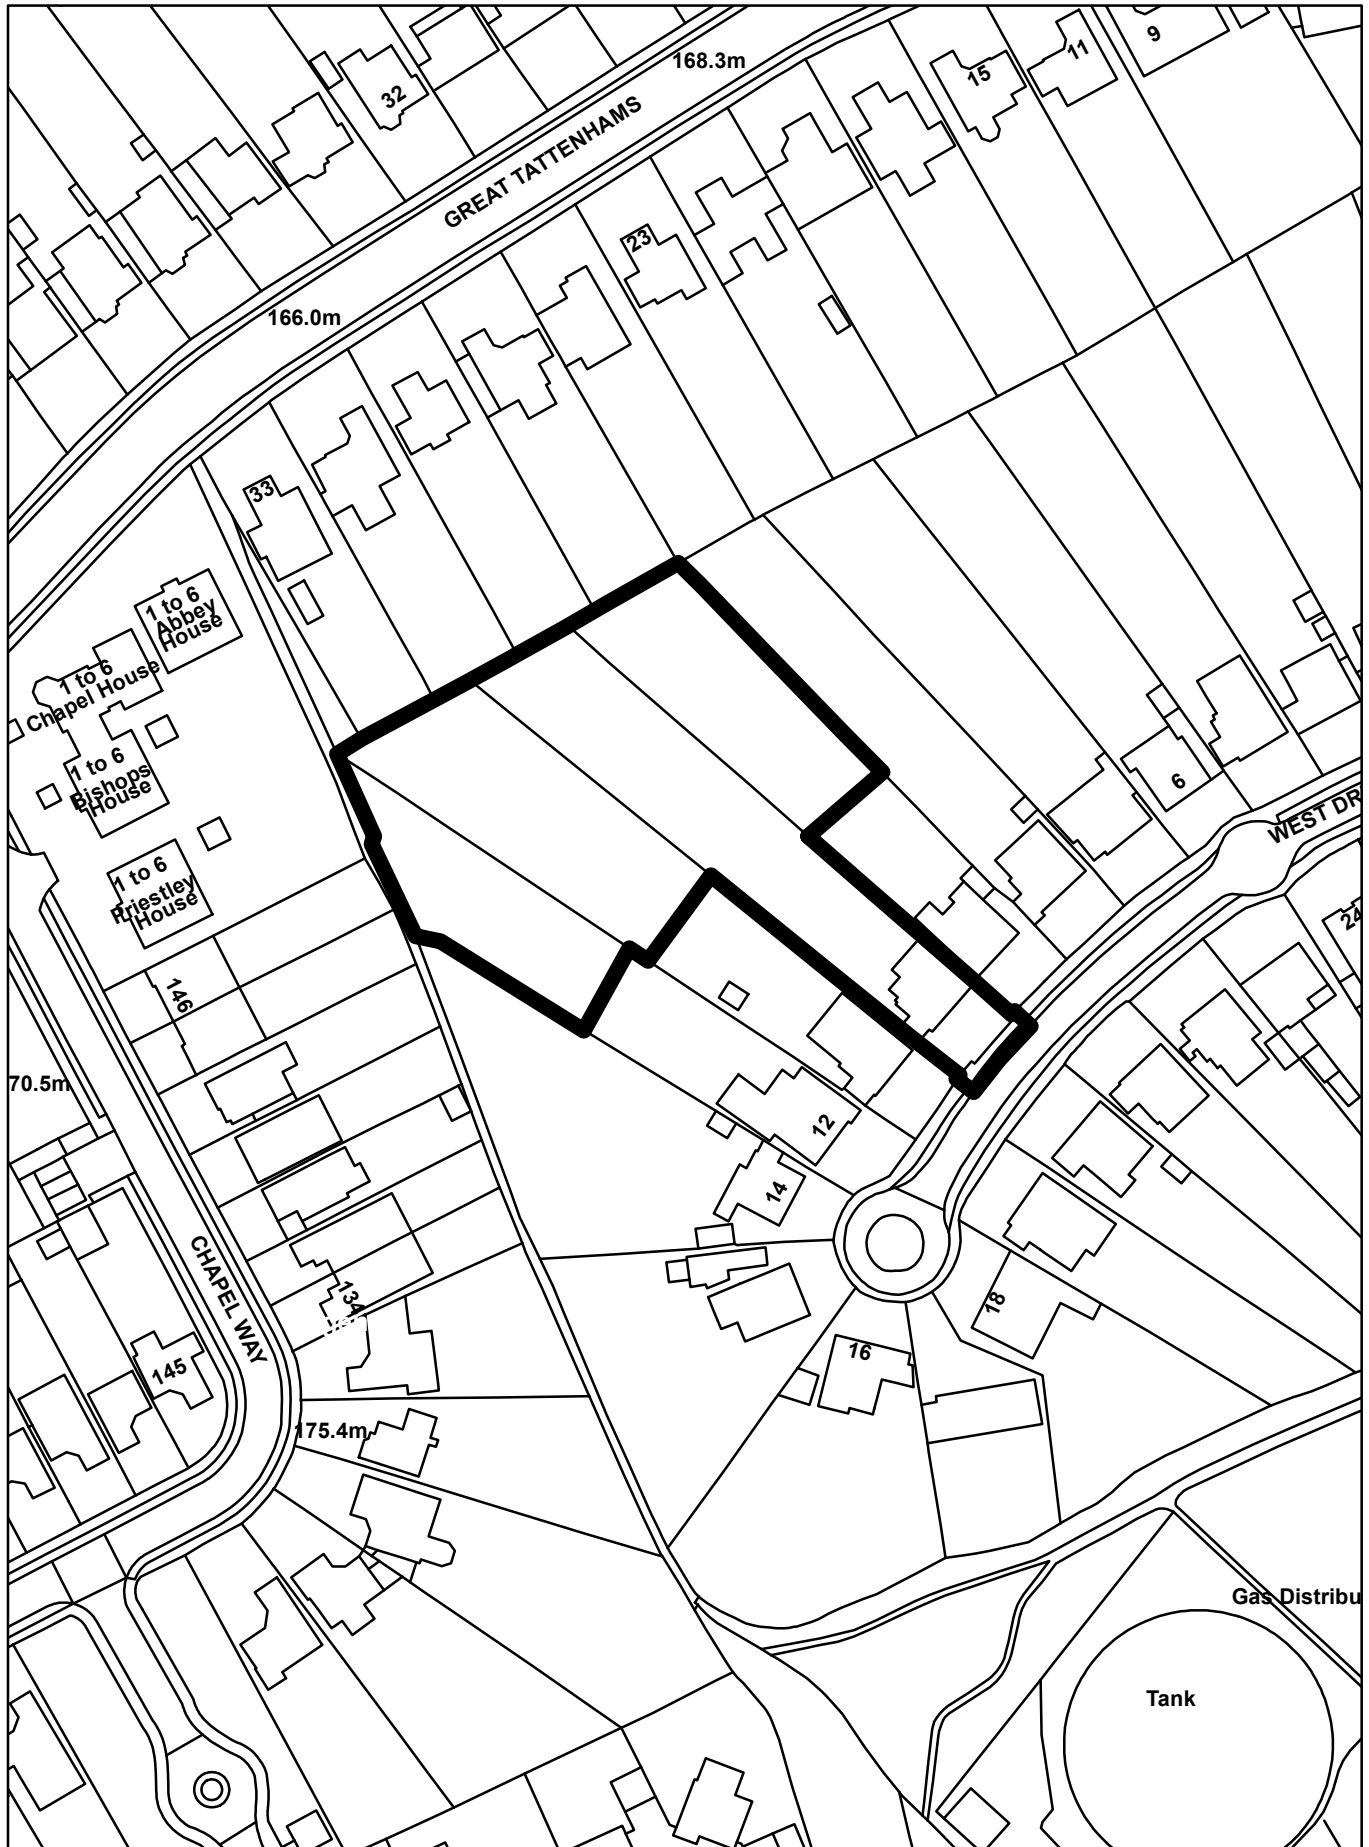 168.3m
9
11
15
32
GREAT TATTENHAMS
23
166.0m
33
1 to 6
Abbey
House
1 to 6
Chapel House
1 to 6
Bishops
House
6
WEST DR
1 to 6
Priestley
House
24
146
70.5m
12
14
CHAPEL WAY
134
18
16
145
175.4m
Gas Distribu
Tank